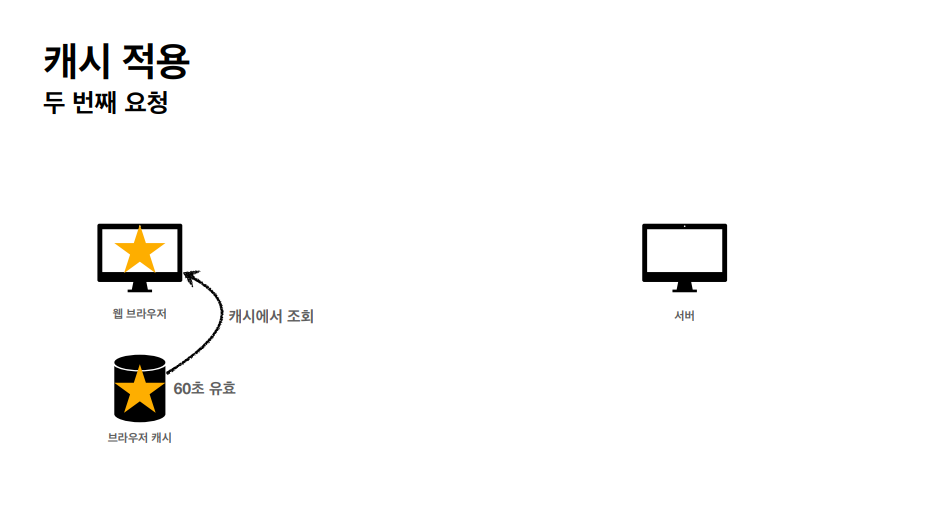 캐시 적용
두 번째 요청
웹 브라우저
서버
캐시에서 조회
60초 유효
브라우저 캐시